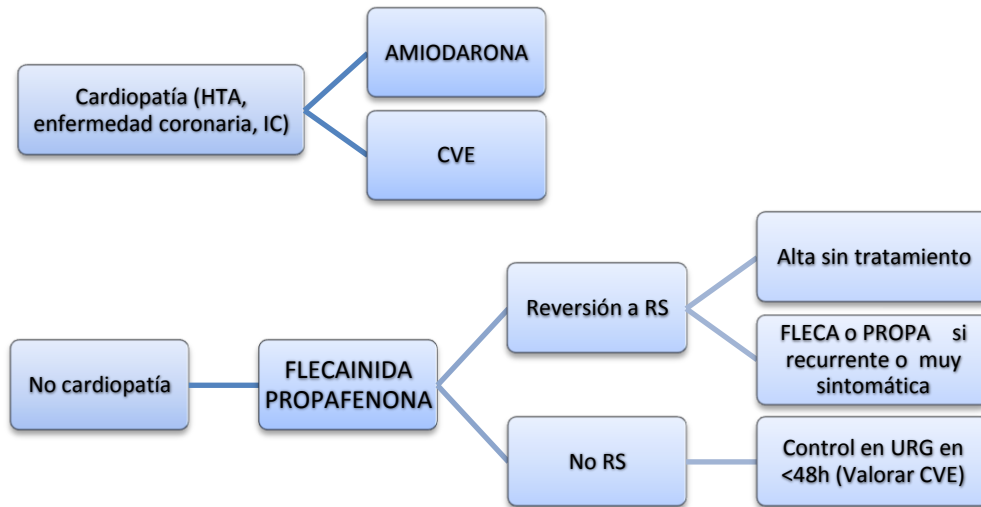 AMIODARONA
Cardiopatía (HTA,
enfermedad coronaria, IC)
CVE
Alta sin tratamiento
Reversión a RS
FLECA o PROPA si
recurrente o muy
sintomática
No cardiopatía
FLECAINIDA
PROPAFENONA
No RS
Control en URG en
<48h (Valorar CVE)